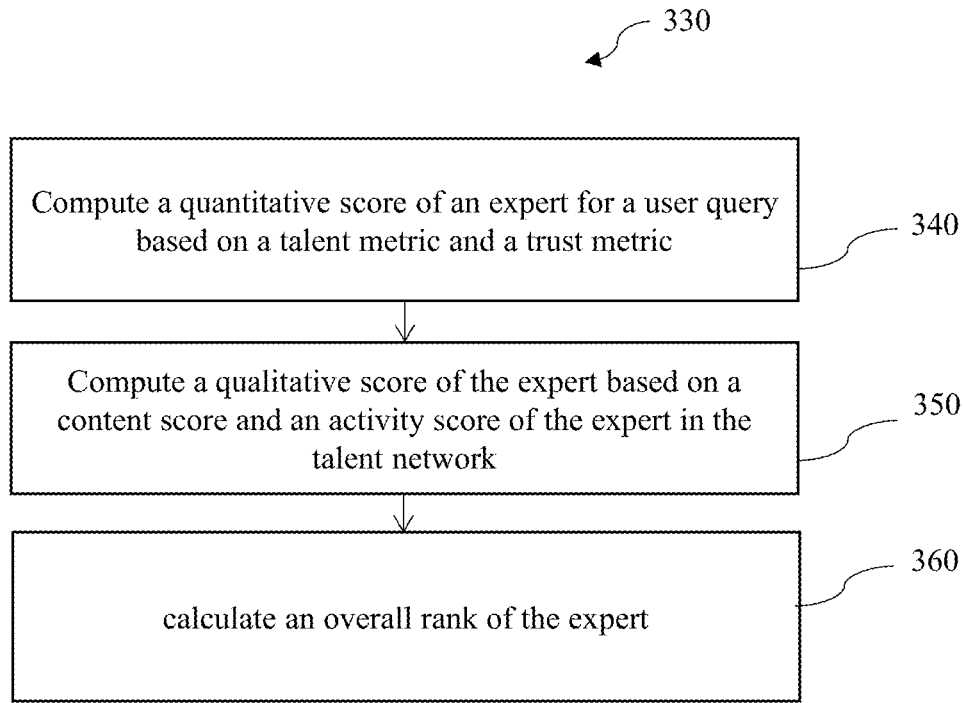 330
Compute a quantitative score of an expert for a user query
based on a talent metric and a trust metric
340
Compute a qualitative score of the expert based on a
content score and an activity score of the expert in the
talent network
350
calculate an overall rank of the expert
360